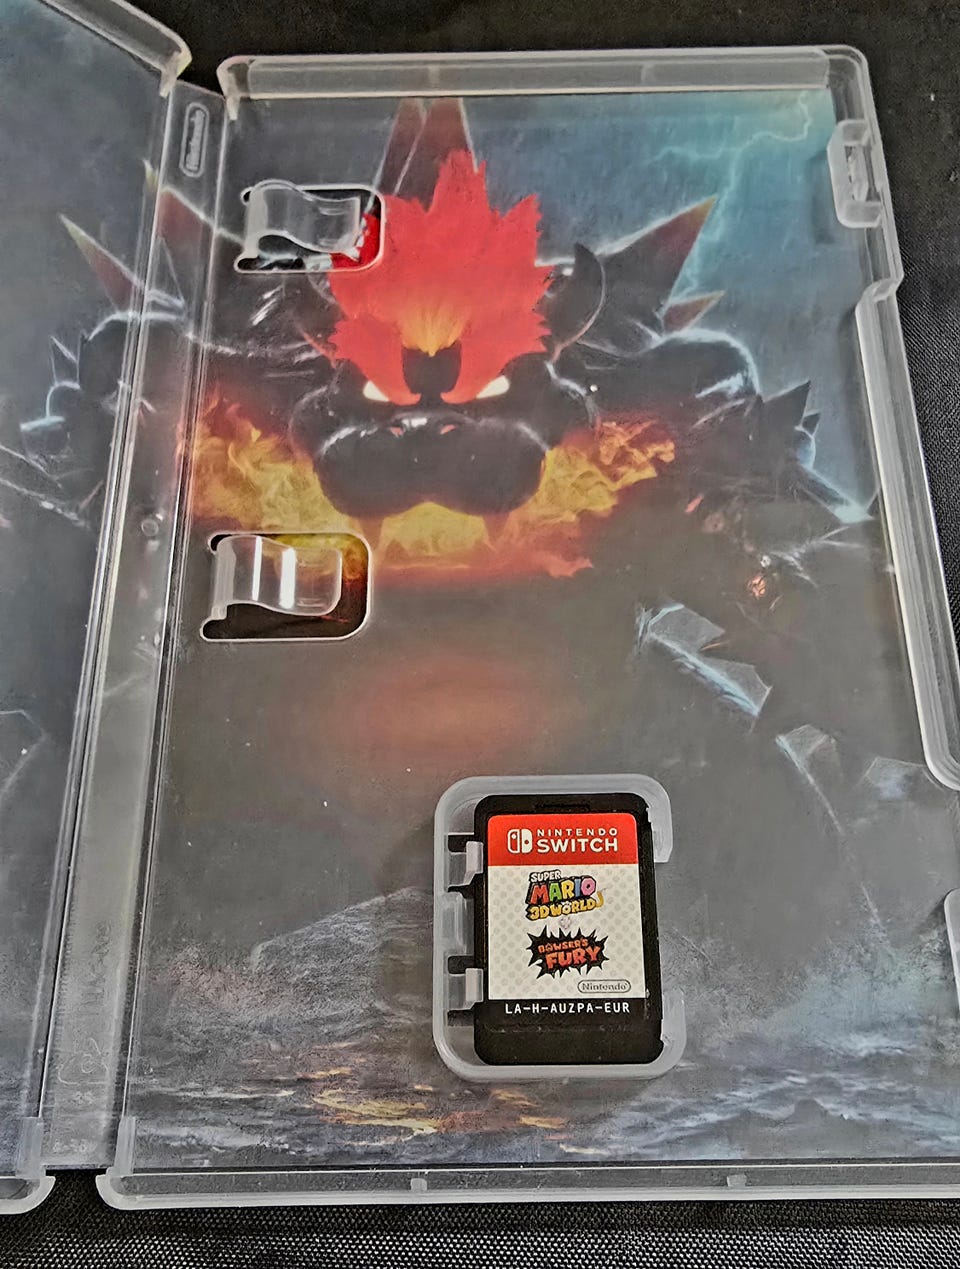 Nintendo
NINTENDO
SWITCH
SUPER
MARIO
3D WORLD
BOWSER'S
FURY
Nintendo
LA-H-AUZPA-EUR